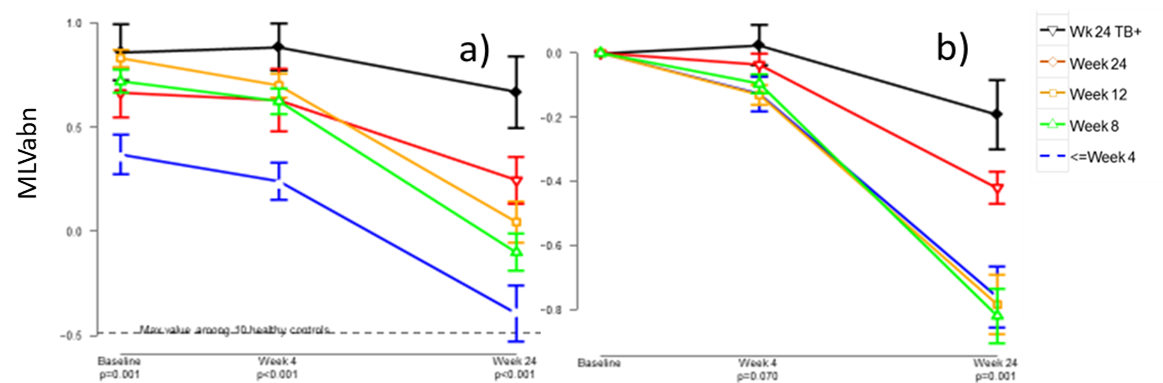 MLVabn
a)
1.0
0.5
0.0
-0.5
Max value among 10 healthy controls
Baseline
p=0.001
Week 4
p<0.001
Week 24
p<0.001
b)
0.0
-0.2
-0.4
-0.6
-0.8
Baseline
Week 4
p=0.070
Week 24
p=0.001
Wk 24 TB+
Week 24
Week 12
Week 8
<=Week 4